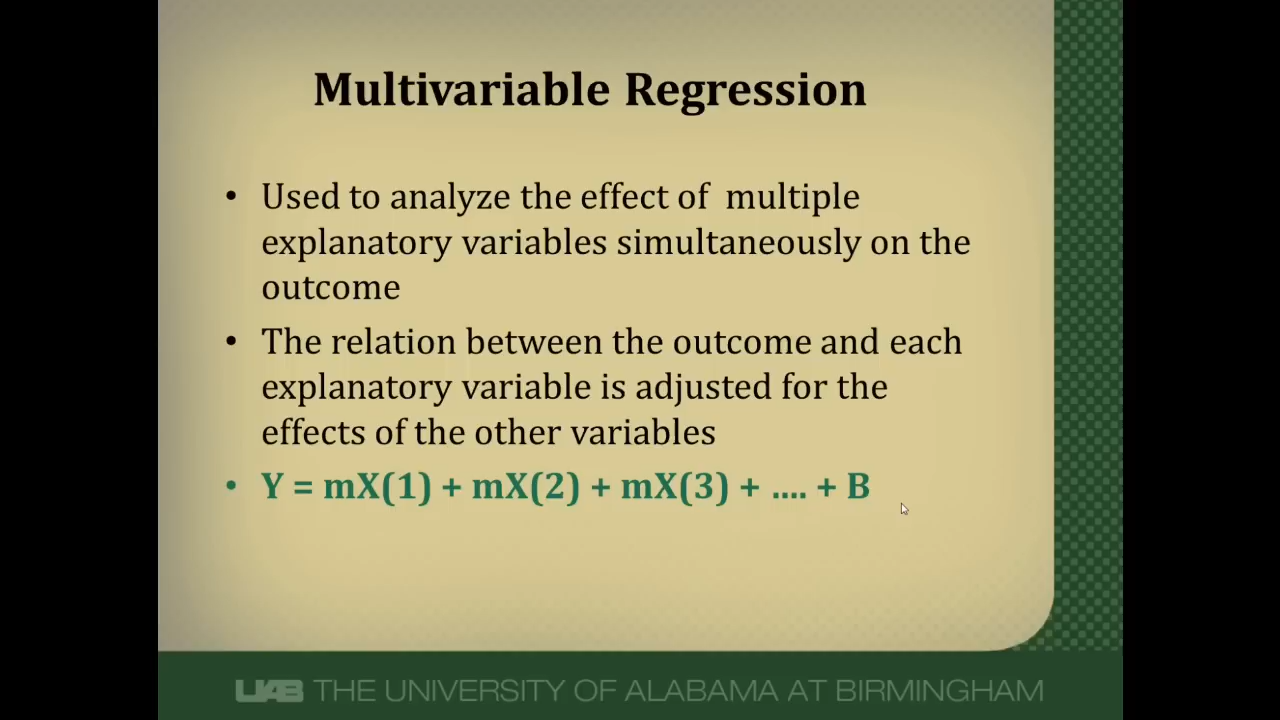 Multivariable Regression
• Used to analyze the effect of  multiple
explanatory variables simultaneously on the
outcome
• The relation between the outcome and each
explanatory variable is adjusted for the
effects of the other variables
• Y = mX(1) + mX(2) + mX(3) + .... + B
UAB THE UNIVERSITY OF ALABAMA AT BIRMINGHAM